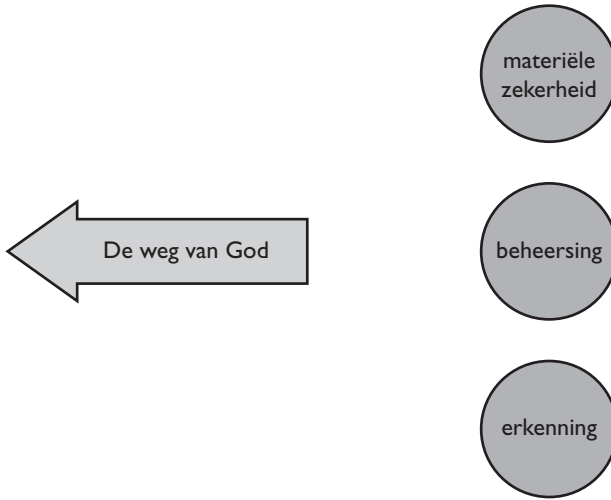 materiële
zekerheid
De weg van God
beheersing
erkenning